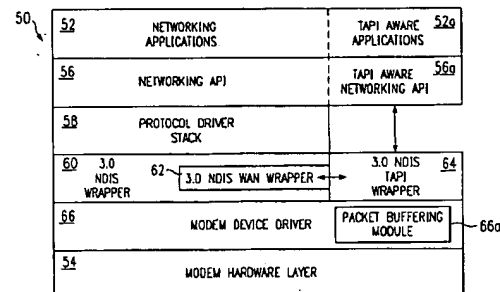 50
52 NETWORKING APPLICATIONS
TAPI AWARE APPLICATIONS 52a
56 NETWORKING API
TAPI AWARE NETWORKING API 56a
58 PROTOCOL DRIVER STACK
60 3.0 NDIS WRAPPER
62 3.0 NDIS WAN WRAPPER
3.0 NDIS TAPI WRAPPER 64
66 MODEM DEVICE DRIVER
PACKET BUFFERING MODULE 66a
54 MODEM HARDWARE LAYER